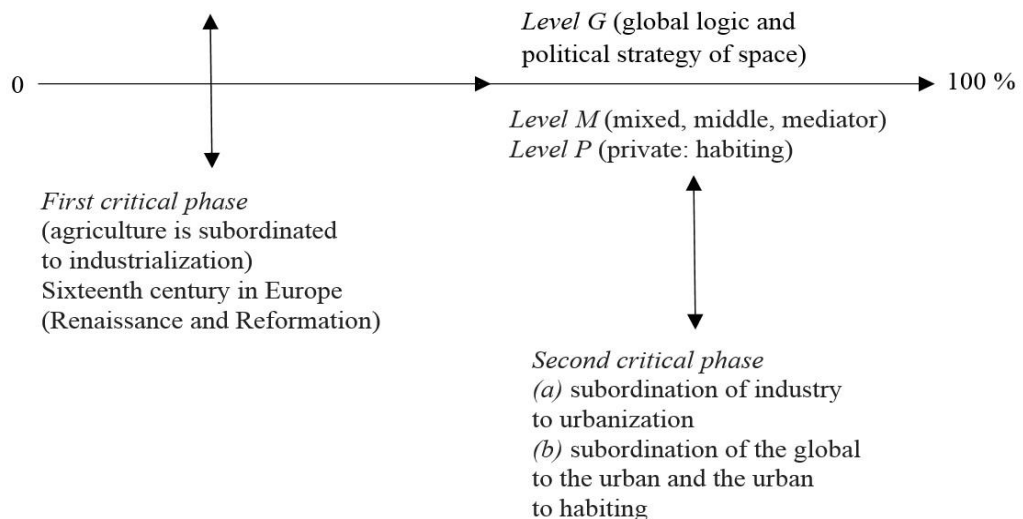 Level G (global logic and
political strategy of space)
0
100 %
Level M (mixed, middle, mediator)
Level P (private: habiting)
First critical phase
(agriculture is subordinated
to industrialization)
Sixteenth century in Europe
(Renaissance and Reformation)
Second critical phase
(a) subordination of industry
to urbanization
(b) subordination of the global
to the urban and the urban
to habiting